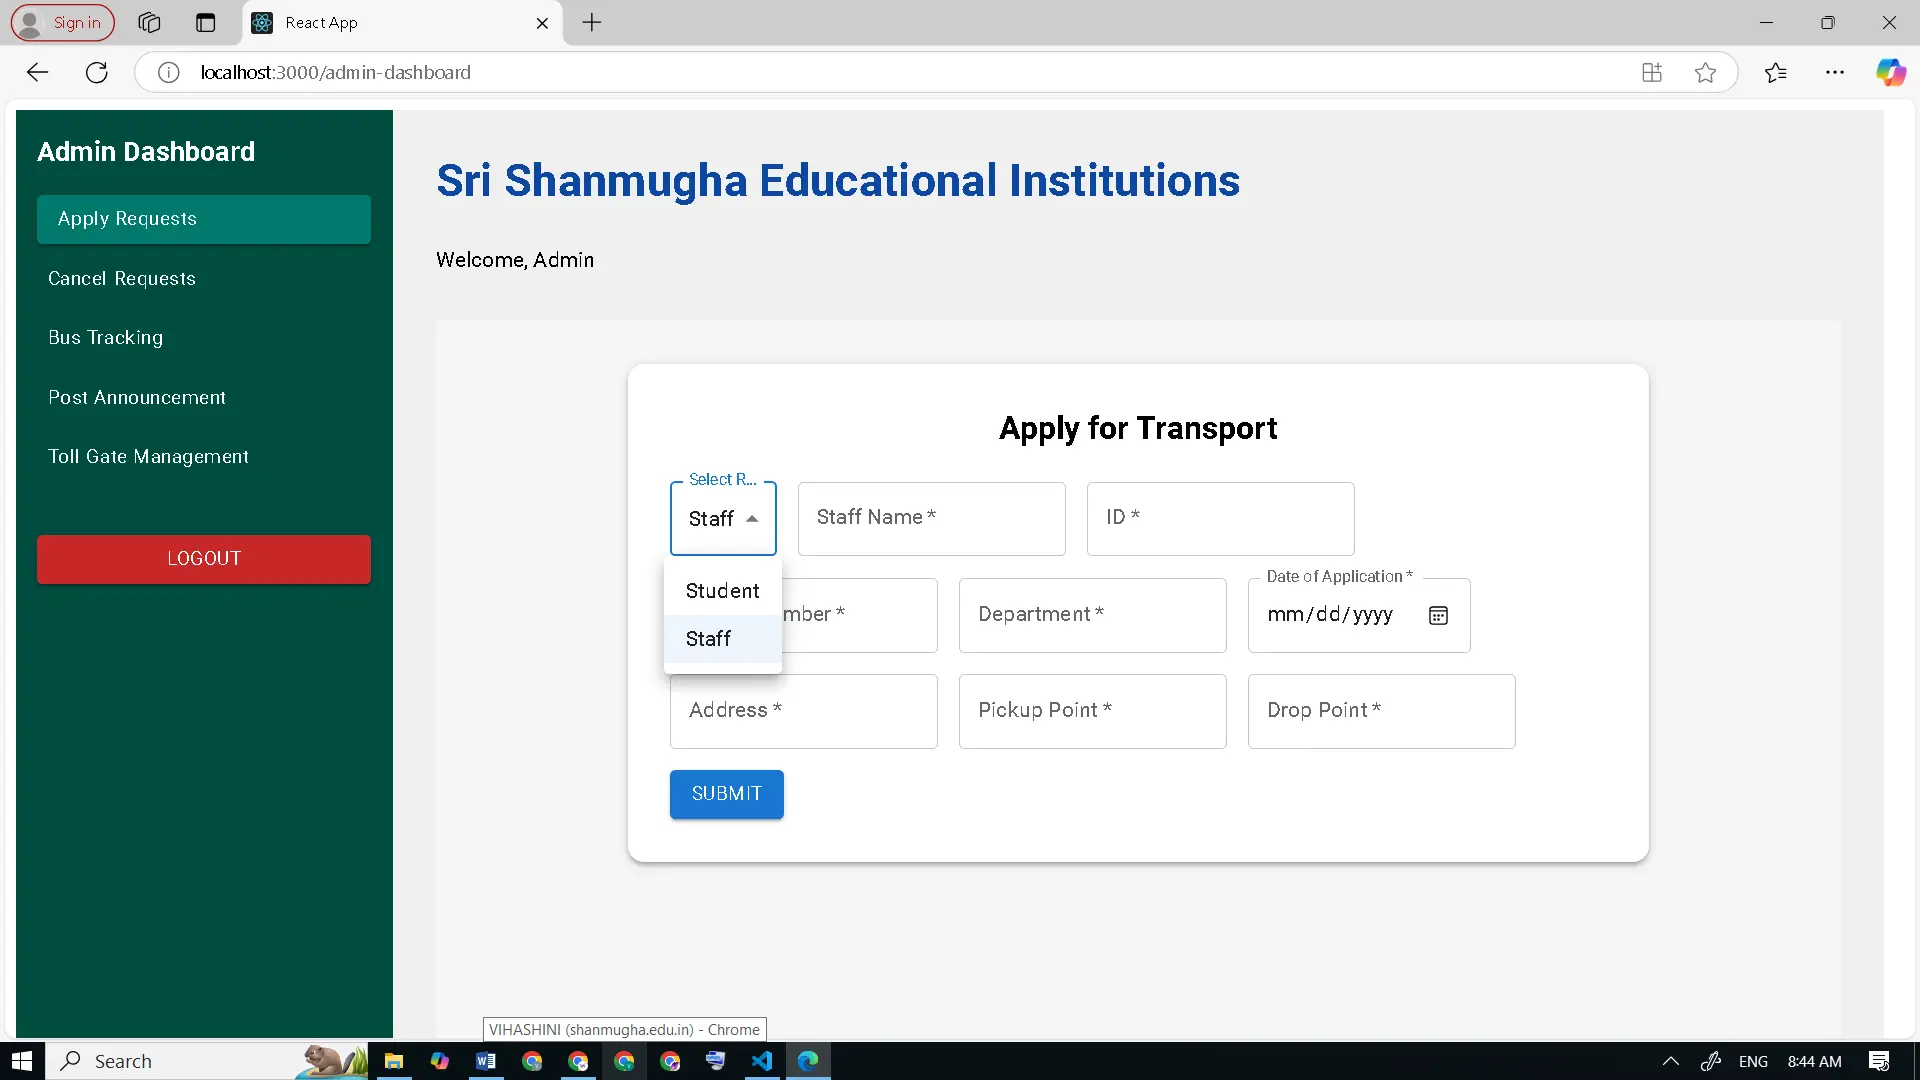 Sign in
React App
localhost:3000/admin-dashboard
Admin Dashboard
Apply Requests
Cancel Requests
Bus Tracking
Post Announcement
Toll Gate Management
LOGOUT
Sri Shanmugha Educational Institutions
Welcome, Admin
Apply for Transport
Select R...
Staff
Staff Name *
ID *
Student
Staff
mber *
Department *
Date of Application *
mm/dd/yyyy
Address *
Pickup Point *
Drop Point *
SUBMIT
VIHASHINI (shanmugha.edu.in) - Chrome
Search
ENG
8:44 AM